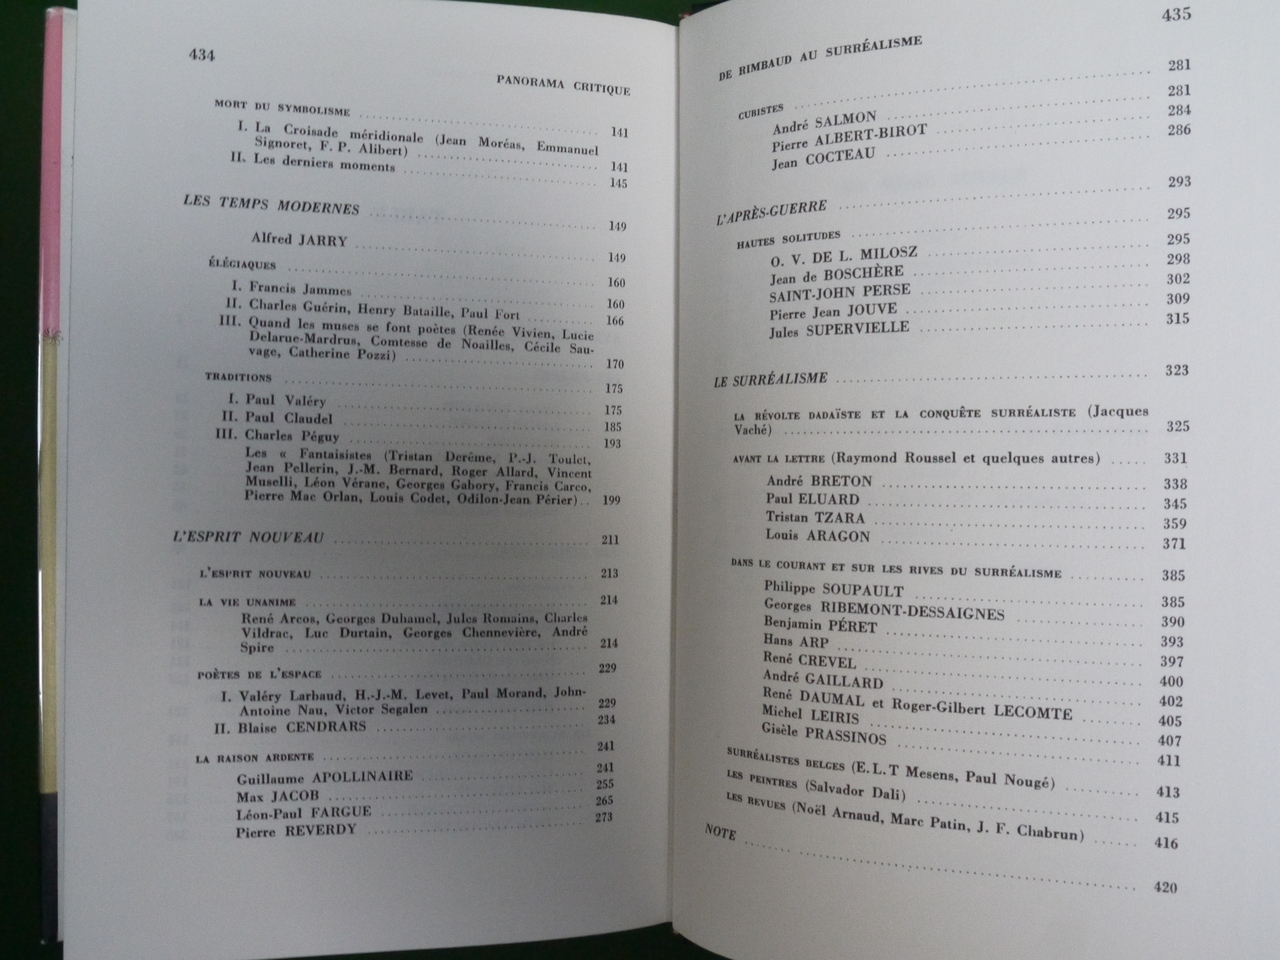 434
PANORAMA CRITIQUE
MORT DU SYMBOLISME 141
I. La Croisade méridionale (Jean Moréas, Emmanuel
Signoret, F. P. Alibert) 141
II. Les derniers moments 145
LES TEMPS MODERNES 149
Alfred JARRY 149
ÉLÉGIAQUES 160
I. Francis Jammes 160
II. Charles Guérin, Henry Bataille, Paul Fort 166
III. Quand les muses se font poètes (Renée Vivien, Lucie
Delarue-Mardrus, Comtesse de Noailles, Cécile Sau-
vage, Catherine Pozzi) 170
TRADITIONS 175
I. Paul Valéry 175
II. Paul Claudel 185
III. Charles Péguy 193
Les « Fantaisistes (Tristan Derème, P.-J. Toulet,
Jean Pellerin, J.-M. Bernard, Roger Allard, Vincent
Muselli, Léon Vérane, Georges Gabory, Francis Carco,
Pierre Mac Orlan, Louis Codet, Odilon-Jean Périer) 199
L'ESPRIT NOUVEAU 211
L'ESPRIT NOUVEAU 213
LA VIE UNANIME 214
René Arcos, Georges Duhamel, Jules Romains, Charles
Vildrac, Luc Durtain, Georges Chennevière, André
Spire 214
POÈTES DE L'ESPACE 229
I. Valéry Larbaud, H.-J.-M. Levet, Paul Morand, John-
Antoine Nau, Victor Segalen 229
II. Blaise CENDRARS 234
LA RAISON ARDENTE 241
Guillaume APOLLINAIRE 241
Max JACOB 255
Léon-Paul FARGUE 265
Pierre REVERDY 273
435
DE RIMBAUD AU SURRÉALISME
CUBISTES 281
André SALMON 281
Pierre ALBERT-BIROT 284
Jean COCTEAU 286
L'APRÈS-GUERRE 293
HAUTES SOLITUDES 295
O. V. DE L. MILOSZ 295
Jean de BOSCHÈRE 298
SAINT-JOHN PERSE 302
Pierre Jean JOUVE 309
Jules SUPERVIELLE 315
LE SURRÉALISME 323
LA RÉVOLTE DADAÏSTE ET LA CONQUÊTE SURRÉALISTE (Jacques
Vaché) 325
AVANT LA LETTRE (Raymond Roussel et quelques autres) 331
André BRETON 338
Paul ELUARD 345
Tristan TZARA 359
Louis ARAGON 371
DANS LE COURANT ET SUR LES RIVES DU SURRÉALISME 385
Philippe SOUPAULT 385
Georges RIBEMONT-DESSAIGNES 390
Benjamin PÉRET 393
Hans ARP 397
René CREVEL 400
André GAILLARD 402
René DAUMAL et Roger-Gilbert LECOMTE 405
Michel LEIRIS 407
Gisèle PRASSINOS 411
SURRÉALISTES BELGES (E.L.T Mesens, Paul Nougé) 413
LES PEINTRES (Salvador Dali) 415
LES REVUES (Noël Arnaud, Marc Patin, J. F. Chabrun) 416
NOTE 420